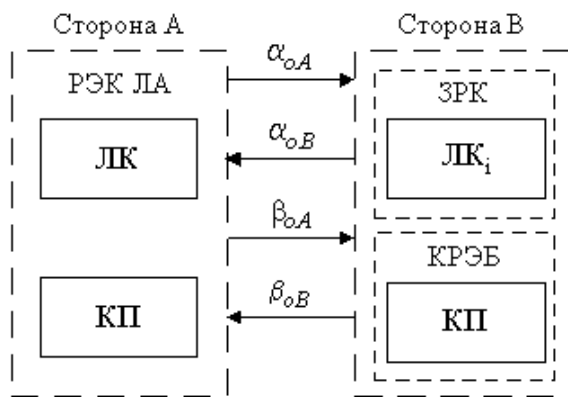 Сторона А
Сторона В
РЭК ЛА
ЛК
КП
α_oA
α_oB
β_oA
β_oB
ЗРК
ЛК_i
КРЭБ
КП